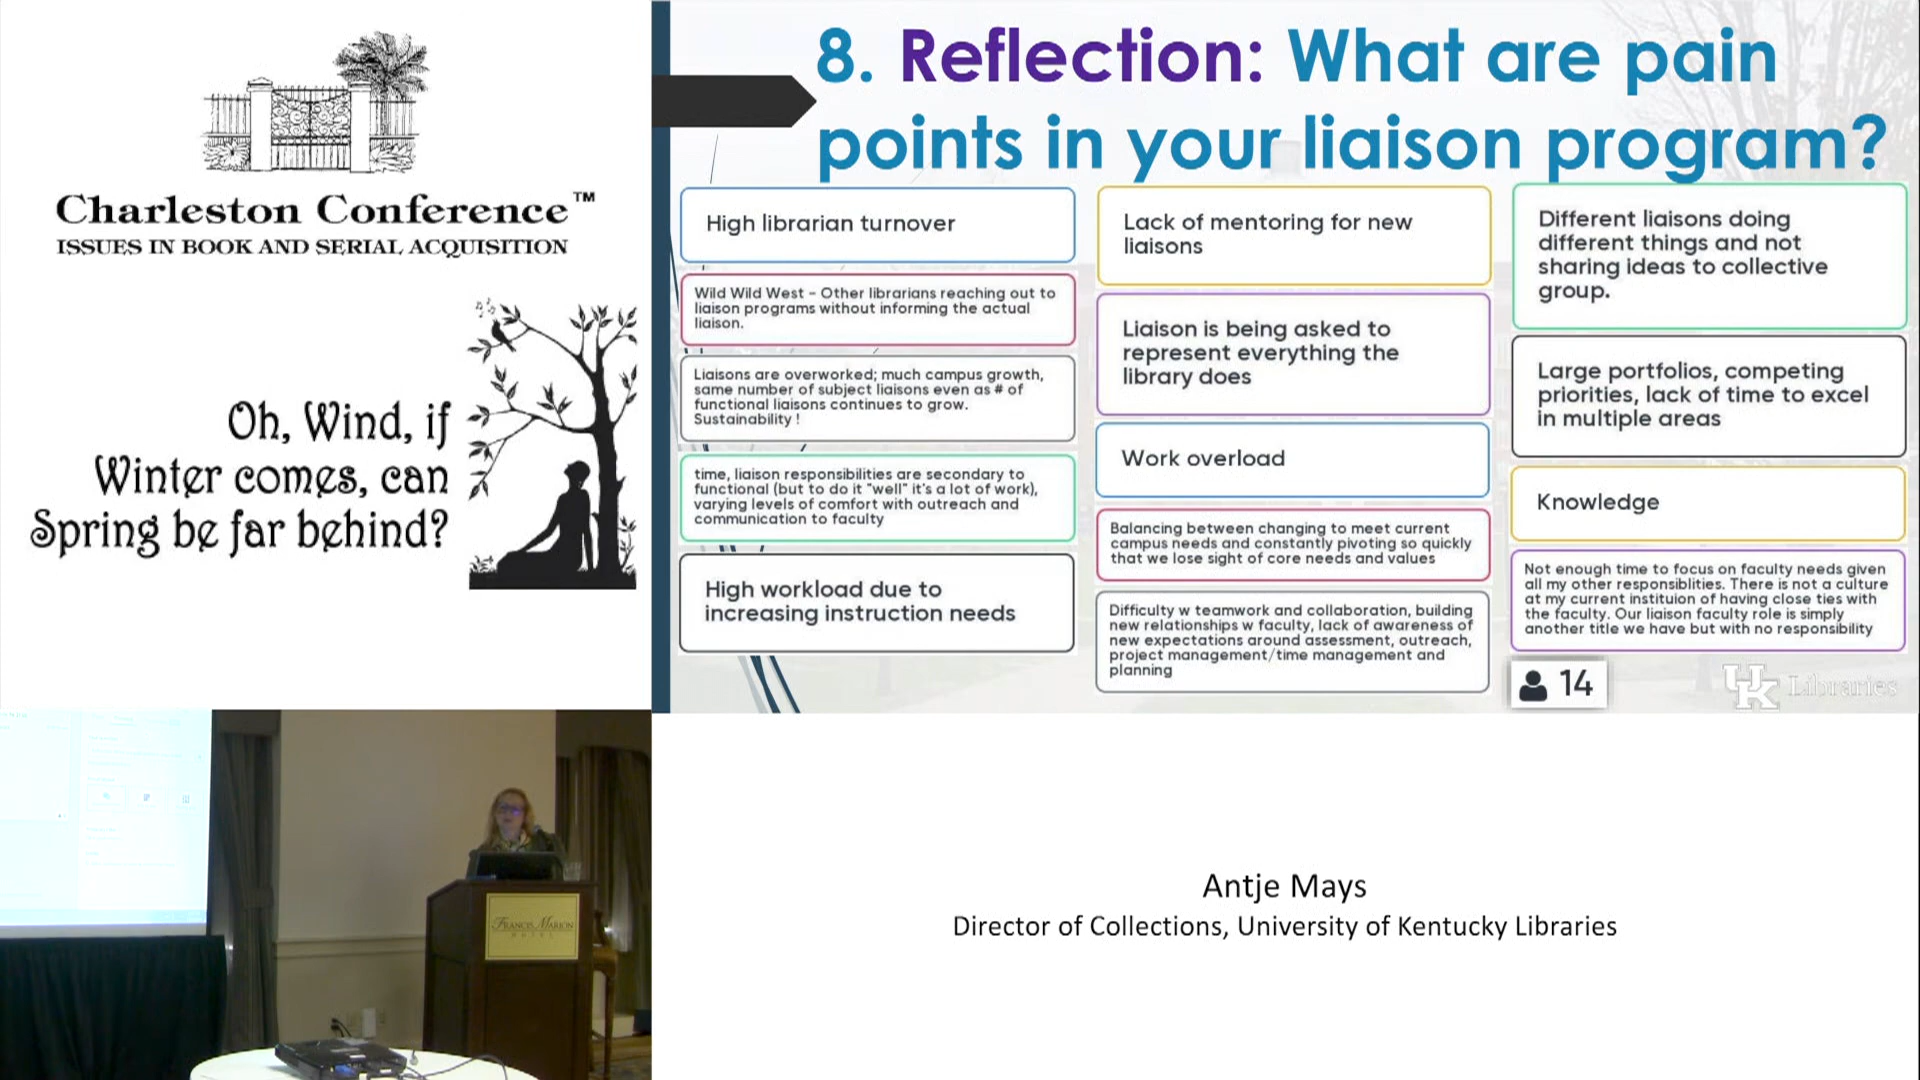 Charleston Conference™
ISSUES IN BOOK AND SERIAL ACQUISITION
Oh, Wind, if
Winter comes, can
Spring be far behind?
8. Reflection: What are pain
points in your liaison program?
High librarian turnover
Wild Wild West – Other librarians reaching out to
liaison programs without informing the actual
liaison.
Liaisons are overworked; much campus growth,
same number of subject liaisons even as # of
functional liaisons continues to grow.
Sustainability !
time, liaison responsibilities are secondary to
functional (but to do it "well" it's a lot of work),
varying levels of comfort with outreach and
communication to faculty
High workload due to
increasing instruction needs
Lack of mentoring for new
liaisons
Liaison is being asked to
represent everything the
library does
Work overload
Balancing between changing to meet current
campus needs and constantly pivoting so quickly
that we lose sight of core needs and values
Difficulty w teamwork and collaboration, building
new relationships w faculty, lack of awareness of
new expectations around assessment, outreach,
project management/time management and
planning
Different liaisons doing
different things and not
sharing ideas to collective
group.
Large portfolios, competing
priorities, lack of time to excel
in multiple areas
Knowledge
Not enough time to focus on faculty needs given
all my other responsiblities. There is not a culture
at my current instituion of having close ties with
the faculty. Our liaison faculty role is simply
another title we have but with no responsibility
14
UK Libraries
Francis Marion
HOTEL
Antje Mays
Director of Collections, University of Kentucky Libraries